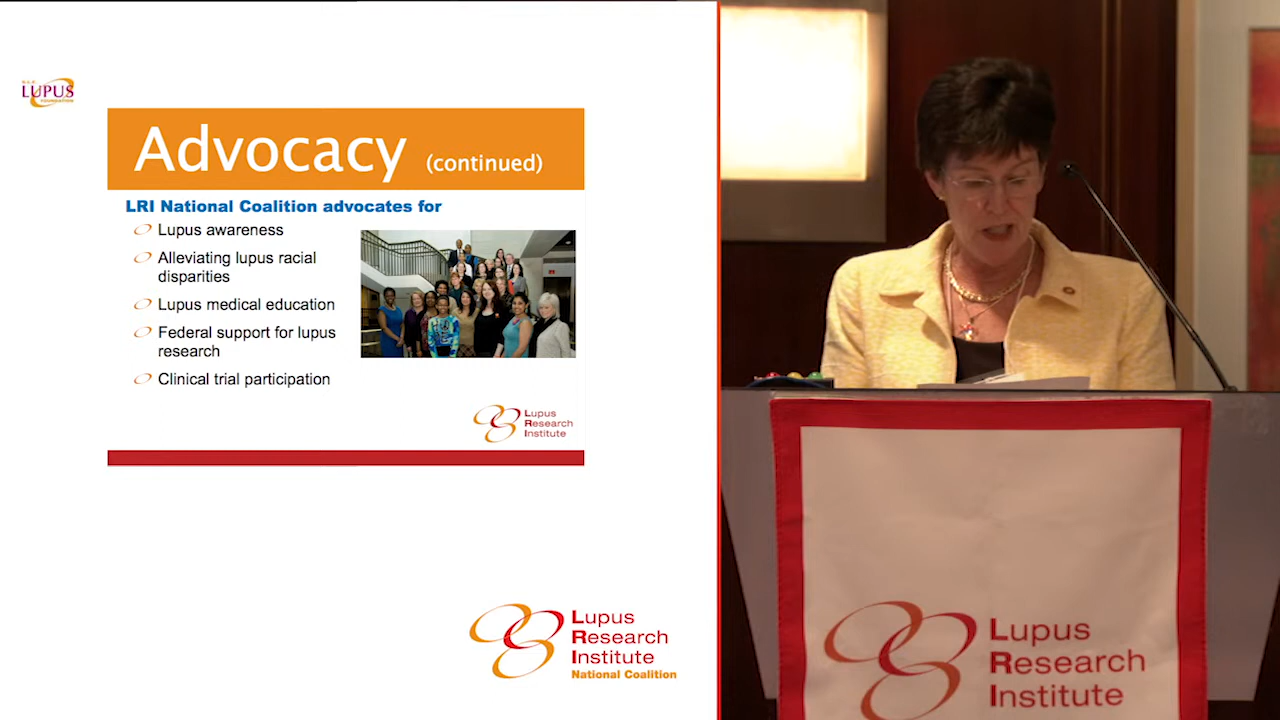 S.L.E.
LUPUS
FOUNDATION
Advocacy (continued)
LRI National Coalition advocates for
Lupus awareness
Alleviating lupus racial
disparities
Lupus medical education
Federal support for lupus
research
Clinical trial participation
Lupus
Research
Institute
Lupus
Research
Institute
National Coalition
Lupus
Research
Institute